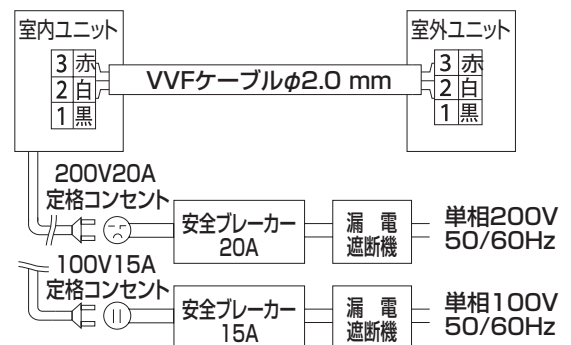 室内ユニット
3 赤
2 白
1 黒
VVFケーブルφ2.0 mm
室外ユニット
3 赤
2 白
1 黒
200V20A
定格コンセント
安全ブレーカー
20A
漏電
遮断機
単相200V
50/60Hz
100V15A
定格コンセント
安全ブレーカー
15A
漏電
遮断機
単相100V
50/60Hz